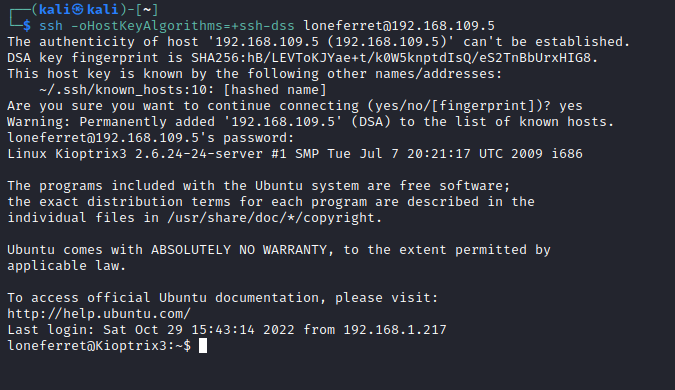 ┌──(kali㉿kali)-[~]
└─$ ssh -oHostKeyAlgorithms=+ssh-dss loneferret@192.168.109.5
The authenticity of host '192.168.109.5 (192.168.109.5)' can't be established.
DSA key fingerprint is SHA256:hB/LEVToKJYae+t/k0W5knptdIsQ/eS2TnBbUrxHIG8.
This host key is known by the following other names/addresses:
    ~/.ssh/known_hosts:10: [hashed name]
Are you sure you want to continue connecting (yes/no/[fingerprint])? yes
Warning: Permanently added '192.168.109.5' (DSA) to the list of known hosts.
loneferret@192.168.109.5's password:
Linux Kioptrix3 2.6.24-24-server #1 SMP Tue Jul 7 20:21:17 UTC 2009 i686

The programs included with the Ubuntu system are free software;
the exact distribution terms for each program are described in the
individual files in /usr/share/doc/*/copyright.

Ubuntu comes with ABSOLUTELY NO WARRANTY, to the extent permitted by
applicable law.

To access official Ubuntu documentation, please visit:
http://help.ubuntu.com/
Last login: Sat Oct 29 15:43:14 2022 from 192.168.1.217
loneferret@Kioptrix3:~$